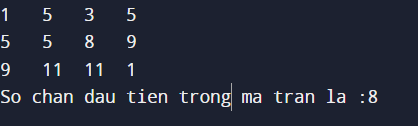 1 5 3 5
5 5 8 9
9 11 11 1
So chan dau tien trong ma tran la :8